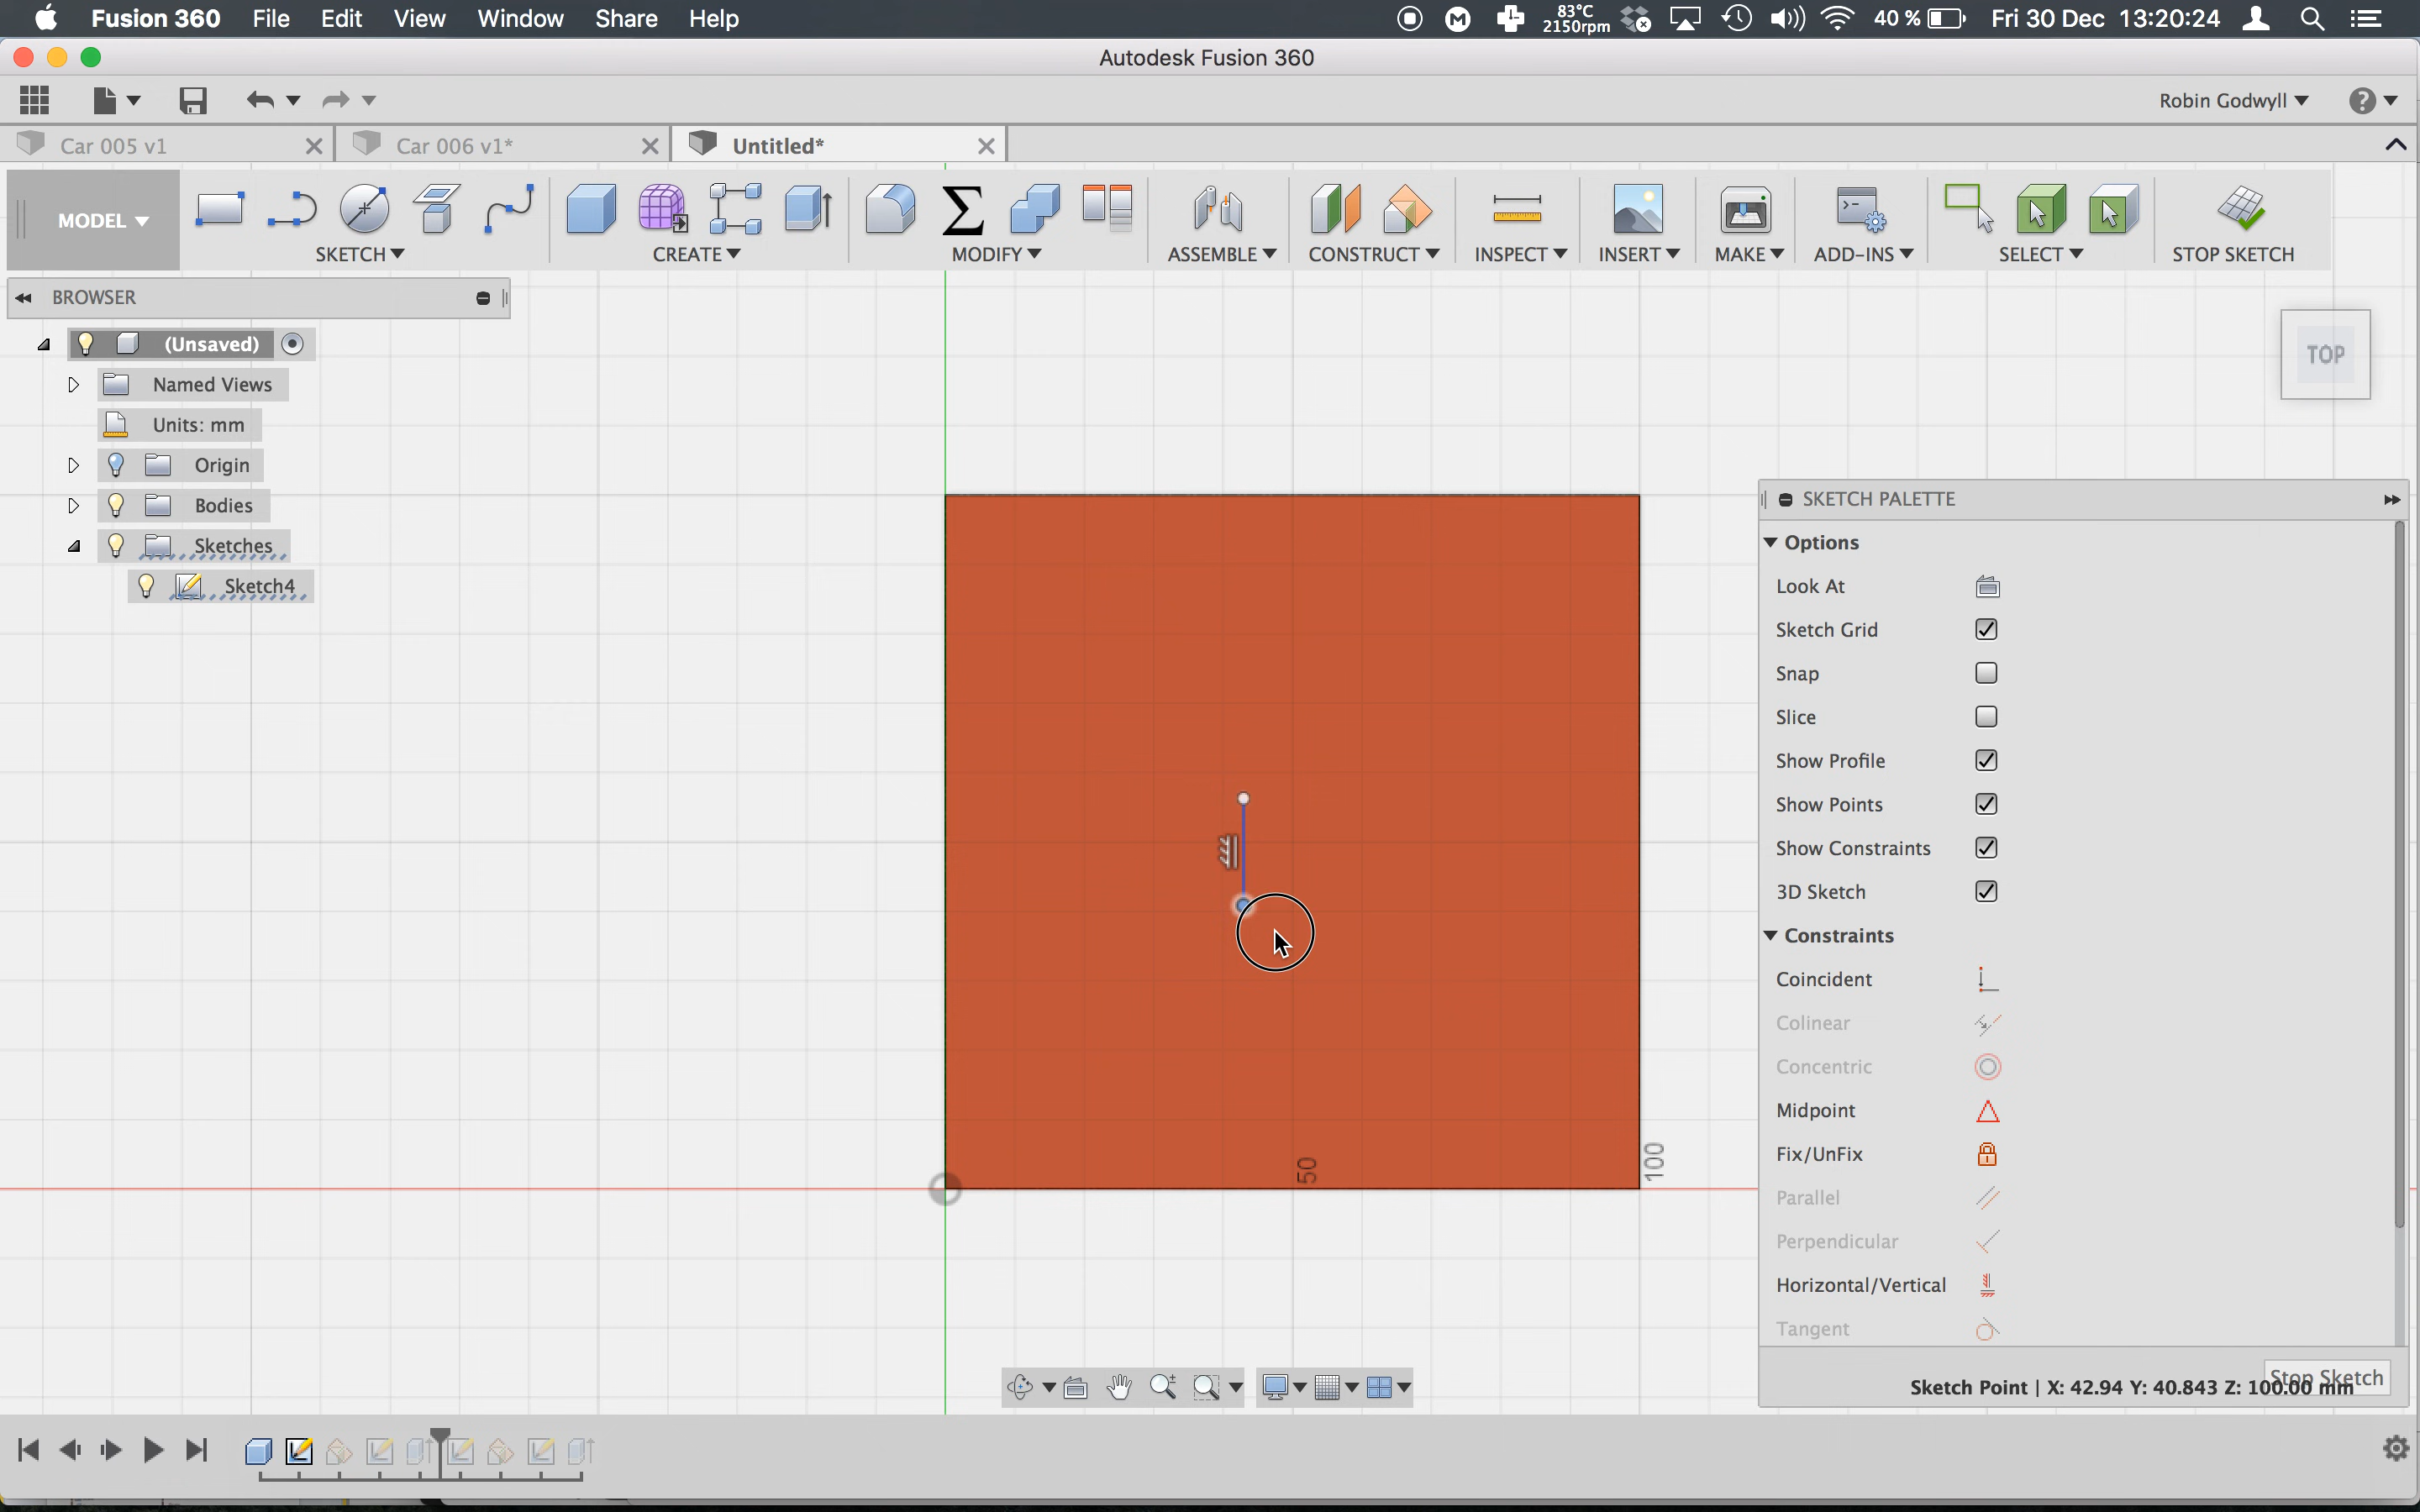 Fusion 360 File Edit View Window Share Help 83°C 2150rpm 40 % Fri 30 Dec 13:20:24
Autodesk Fusion 360
Robin Godwyll
Car 005 v1 Car 006 v1* Untitled*
MODEL SKETCH CREATE MODIFY ASSEMBLE CONSTRUCT INSPECT INSERT MAKE ADD-INS SELECT STOP SKETCH
BROWSER
(Unsaved)
Named Views
Units: mm
Origin
Bodies
Sketches
Sketch4
TOP
SKETCH PALETTE
Options
Look At
Sketch Grid
Snap
Slice
Show Profile
Show Points
Show Constraints
3D Sketch
Constraints
Coincident
Colinear
Concentric
Midpoint
Fix/UnFix
Parallel
Perpendicular
Horizontal/Vertical
Tangent
50
100
Stop Sketch
Sketch Point | X: 42.94 Y: 40.843 Z: 100.00 mm